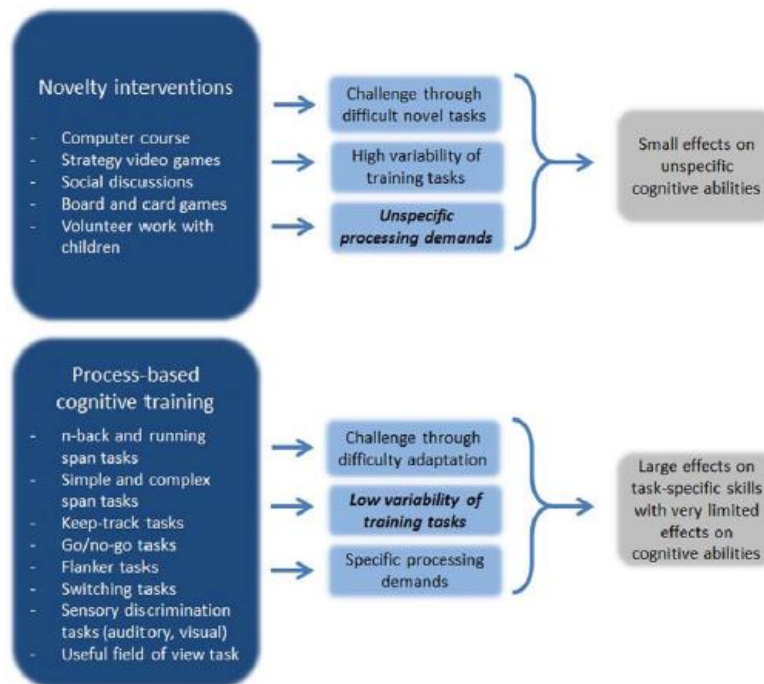 Novelty interventions
- Computer course
- Strategy video games
- Social discussions
- Board and card games
- Volunteer work with
children
Challenge through
difficult novel tasks
High variability of
training tasks
Unspecific
processing demands
Small effects on
unspecific
cognitive abilities
Process-based
cognitive training
- n-back and running
span tasks
- Simple and complex
span tasks
- Keep-track tasks
- Go/no-go tasks
- Flanker tasks
- Switching tasks
- Sensory discrimination
tasks (auditory, visual)
- Useful field of view task
Challenge through
difficulty adaptation
Low variability of
training tasks
Specific processing
demands
Large effects on
task-specific skills
with very limited
effects on
cognitive abilities